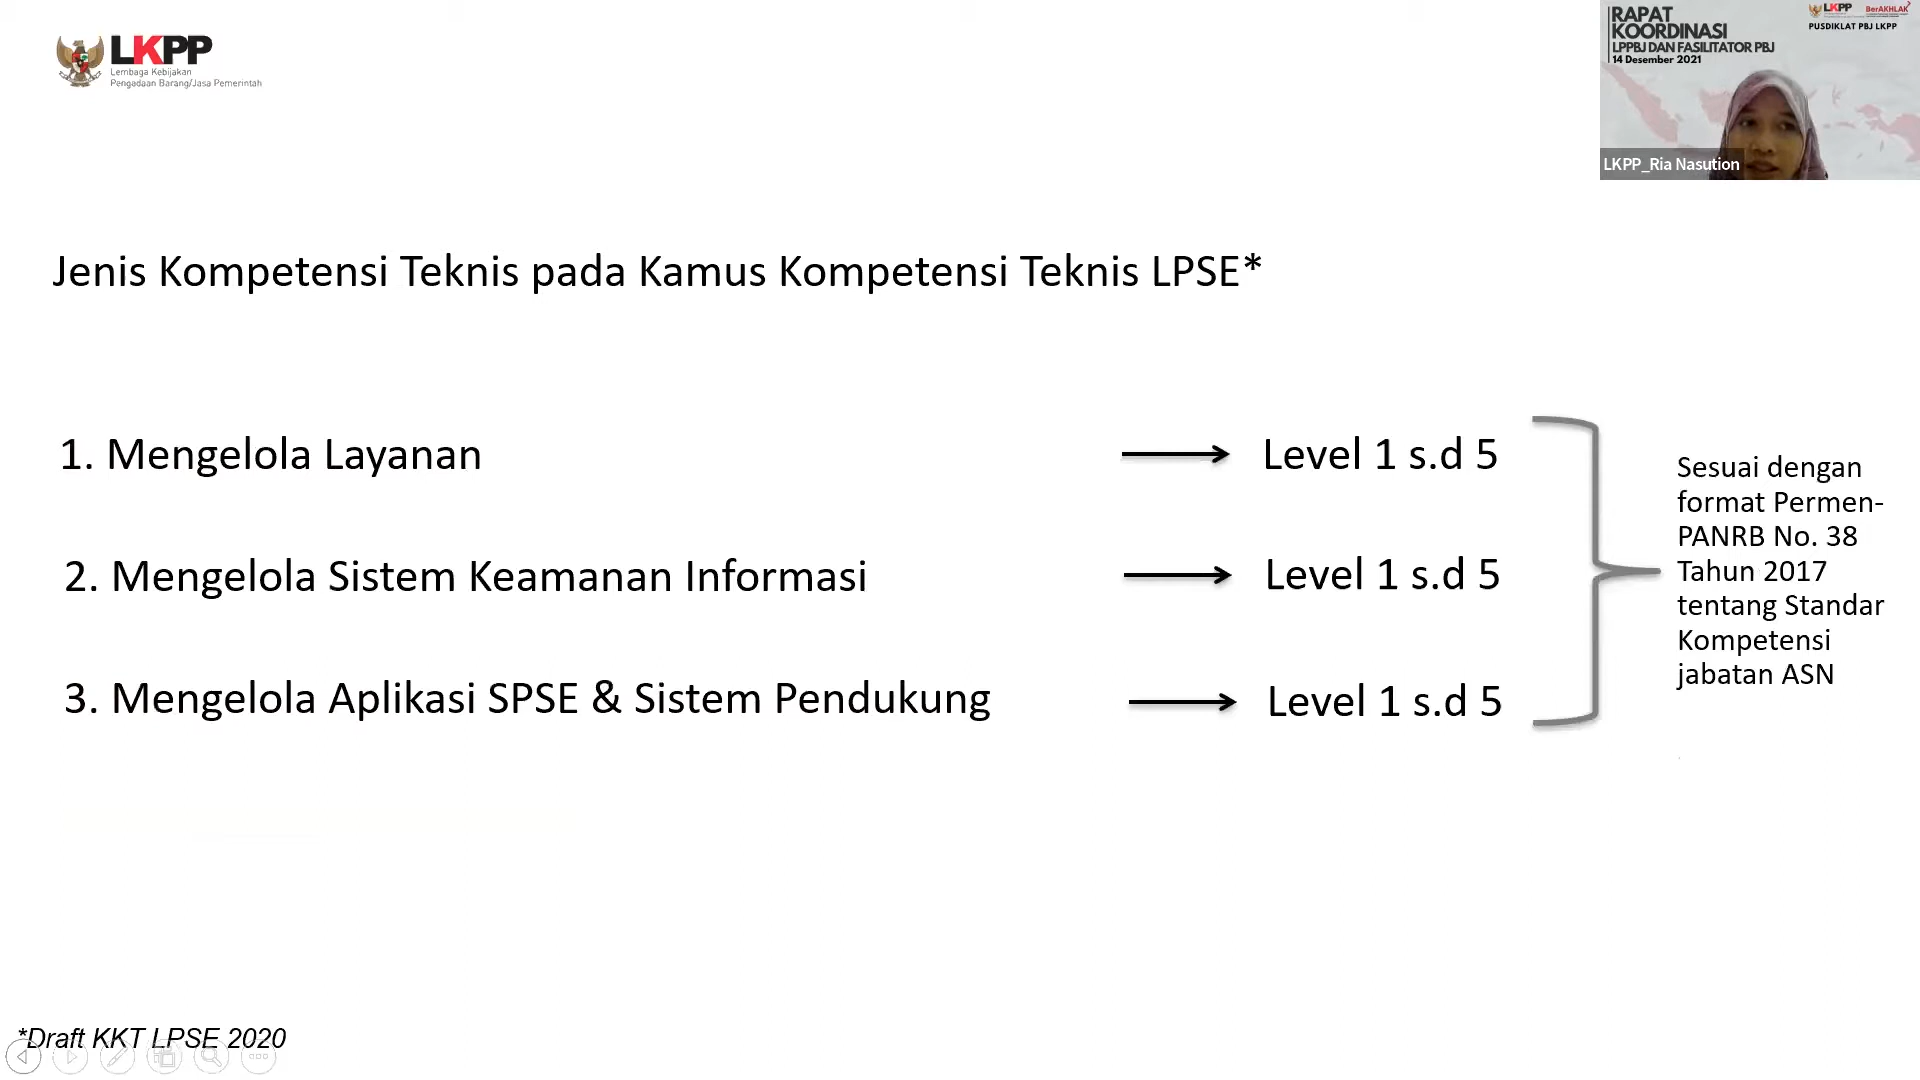 LKPP
Lembaga Kebijakan
Pengadaan Barang/Jasa Pemerintah
RAPAT
KOORDINASI
LPPBJ DAN FASILITATOR PBJ
14 Desember 2021
LKPP
BerAKHLAK
PUSDIKLAT PBJ LKPP
LKPP_Ria Nasution
Jenis Kompetensi Teknis pada Kamus Kompetensi Teknis LPSE*
1. Mengelola Layanan
Level 1 s.d 5
2. Mengelola Sistem Keamanan Informasi
Level 1 s.d 5
3. Mengelola Aplikasi SPSE & Sistem Pendukung
Level 1 s.d 5
Sesuai dengan
format Permen-
PANRB No. 38
Tahun 2017
tentang Standar
Kompetensi
jabatan ASN
*Draft KKT LPSE 2020